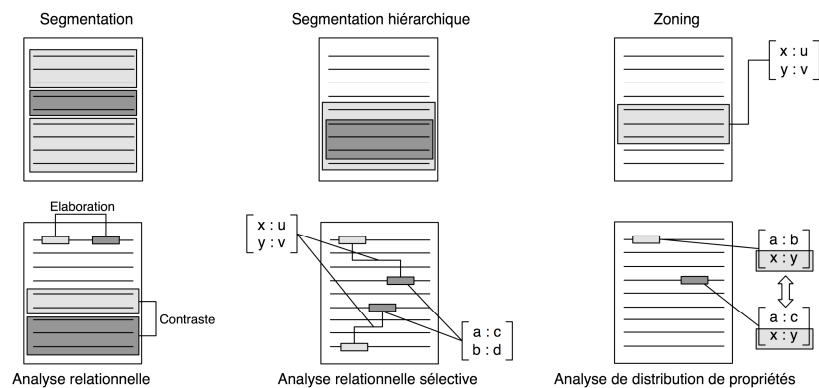 Segmentation
Segmentation hiérarchique
Zoning
x : u
y : v
Elaboration
Contraste
x : u
y : v
a : c
b : d
a : b
x : y
a : c
x : y
Analyse relationnelle
Analyse relationnelle sélective
Analyse de distribution de propriétés